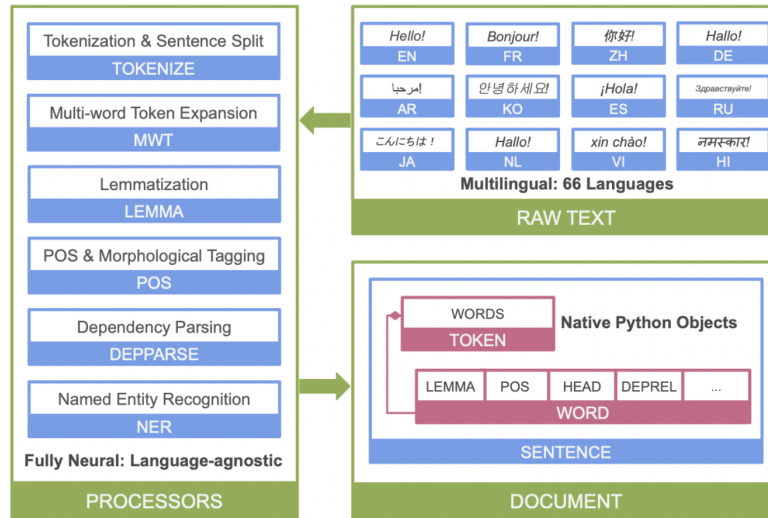 Tokenization & Sentence Split
TOKENIZE
Multi-word Token Expansion
MWT
Lemmatization
LEMMA
POS & Morphological Tagging
POS
Dependency Parsing
DEPPARSE
Named Entity Recognition
NER
Fully Neural: Language-agnostic
PROCESSORS
Hello!
EN
Bonjour!
FR
你好!
ZH
Hallo!
DE
مرحبا!
AR
안녕하세요!
KO
¡Hola!
ES
Здравствуйте!
RU
こんにちは！
JA
Hallo!
NL
xin chào!
VI
नमस्कार!
HI
Multilingual: 66 Languages
RAW TEXT
WORDS
TOKEN
Native Python Objects
LEMMA POS HEAD DEPREL ...
WORD
SENTENCE
DOCUMENT